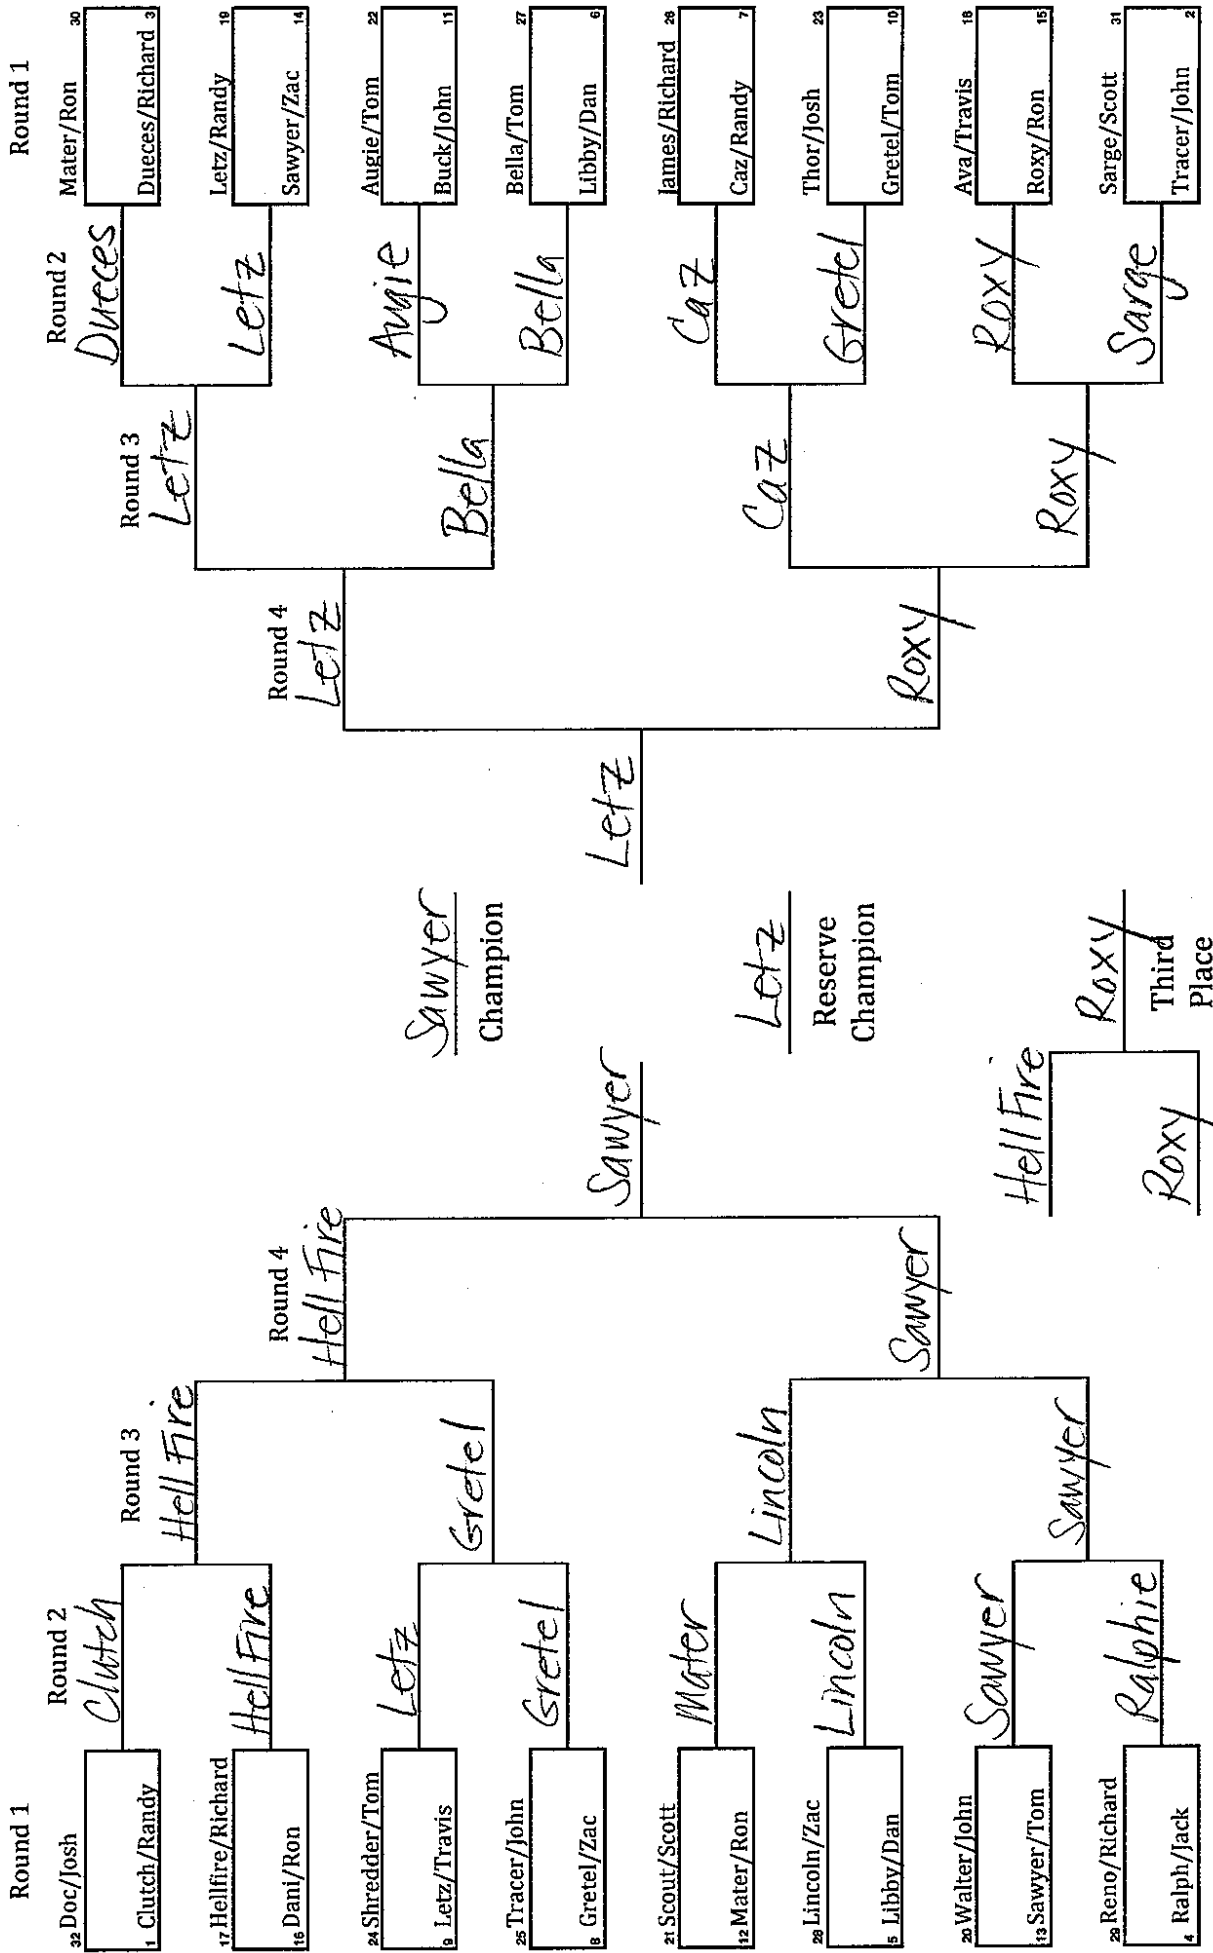 Round 1
Round 2
Round 3
Round 4
Round 4
Round 3
Round 2
Round 1
32 Doc/Josh
1 Clutch/Randy
17 Hellfire/Richard
16 Dani/Ron
24 Shredder/Tom
9 Letz/Travis
25 Tracer/John
8 Gretel/Zac
21 Scout/Scott
12 Mater/Ron
28 Lincoln/Zac
5 Libby/Dan
20 Walter/John
13 Sawyer/Tom
29 Reno/Richard
4 Ralph/Jack
Clutch
Hell Fire
Letz
Gretel
Mater
Lincoln
Sawyer
Ralphie
Hell Fire
Gretel
Lincoln
Sawyer
Hell Fire
Sawyer
Sawyer
Sawyer
Champion
Letz
Reserve
Champion
Hell Fire
Roxy
Roxy
Third
Place
Letz
Letz
Roxy
Letz
Bella
Caz
Roxy
Dueces
Letz
Augie
Bella
Caz
Gretel
Roxy
Sarge
Mater/Ron 30
Dueces/Richard 3
Letz/Randy 19
Sawyer/Zac 14
Augie/Tom 22
Buck/John 11
Bella/Tom 27
Libby/Dan 6
James/Richard 26
Caz/Randy 7
Thor/Josh 23
Gretel/Tom 10
Ava/Travis 18
Roxy/Ron 15
Sarge/Scott 31
Tracer/John 2